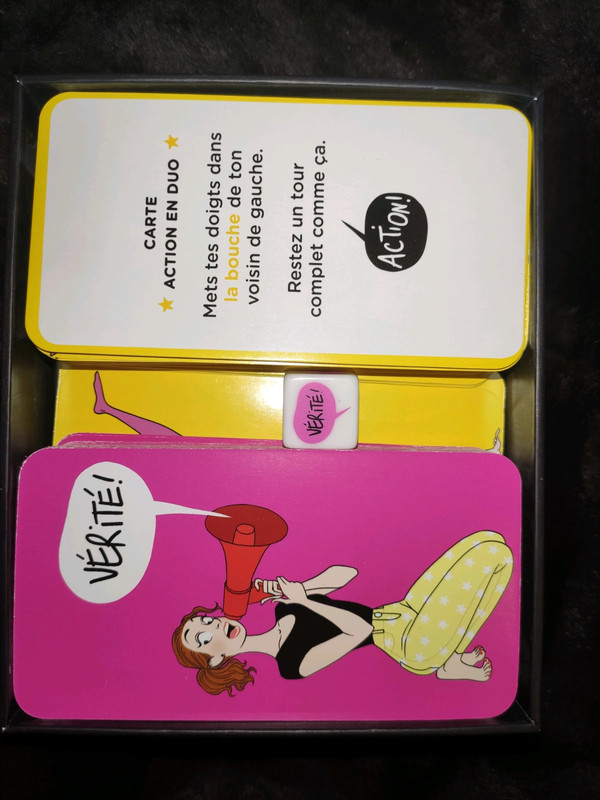 CARTE
ACTION EN DUO
Mets tes doigts dans
la bouche de ton
voisin de gauche.
Restez un tour
complet comme ça.
ACTION!
VÉRITÉ!
VÉRITÉ!